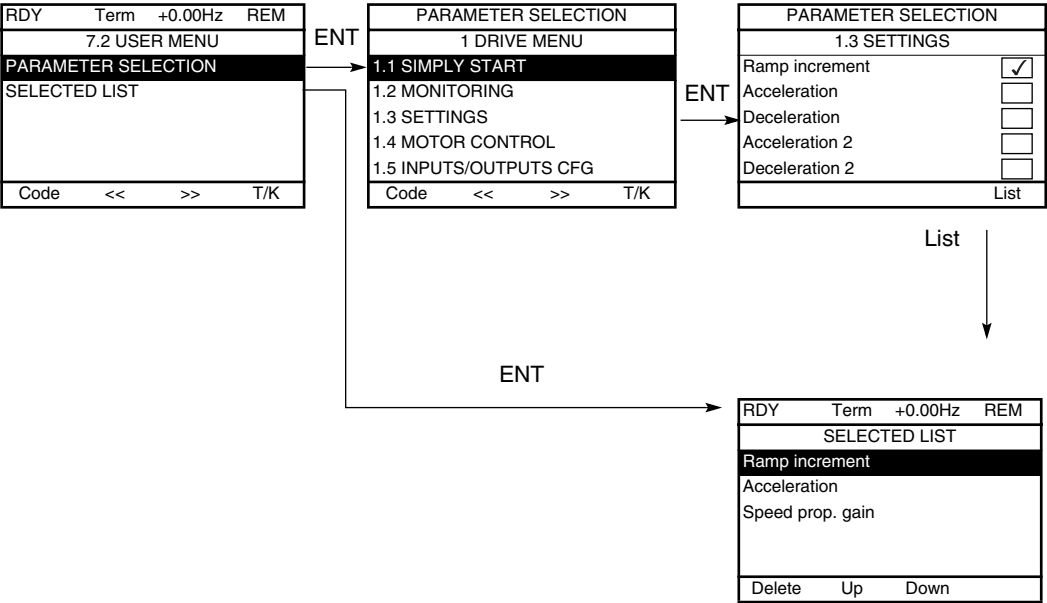 RDY Term +0.00Hz REM
7.2 USER MENU
PARAMETER SELECTION
SELECTED LIST
Code << >> T/K
ENT
PARAMETER SELECTION
1 DRIVE MENU
1.1 SIMPLY START
1.2 MONITORING
1.3 SETTINGS
1.4 MOTOR CONTROL
1.5 INPUTS/OUTPUTS CFG
Code << >> T/K
ENT
PARAMETER SELECTION
1.3 SETTINGS
Ramp increment ✓
Acceleration
Deceleration
Acceleration 2
Deceleration 2
List
List
ENT
RDY Term +0.00Hz REM
SELECTED LIST
Ramp increment
Acceleration
Speed prop. gain
Delete Up Down